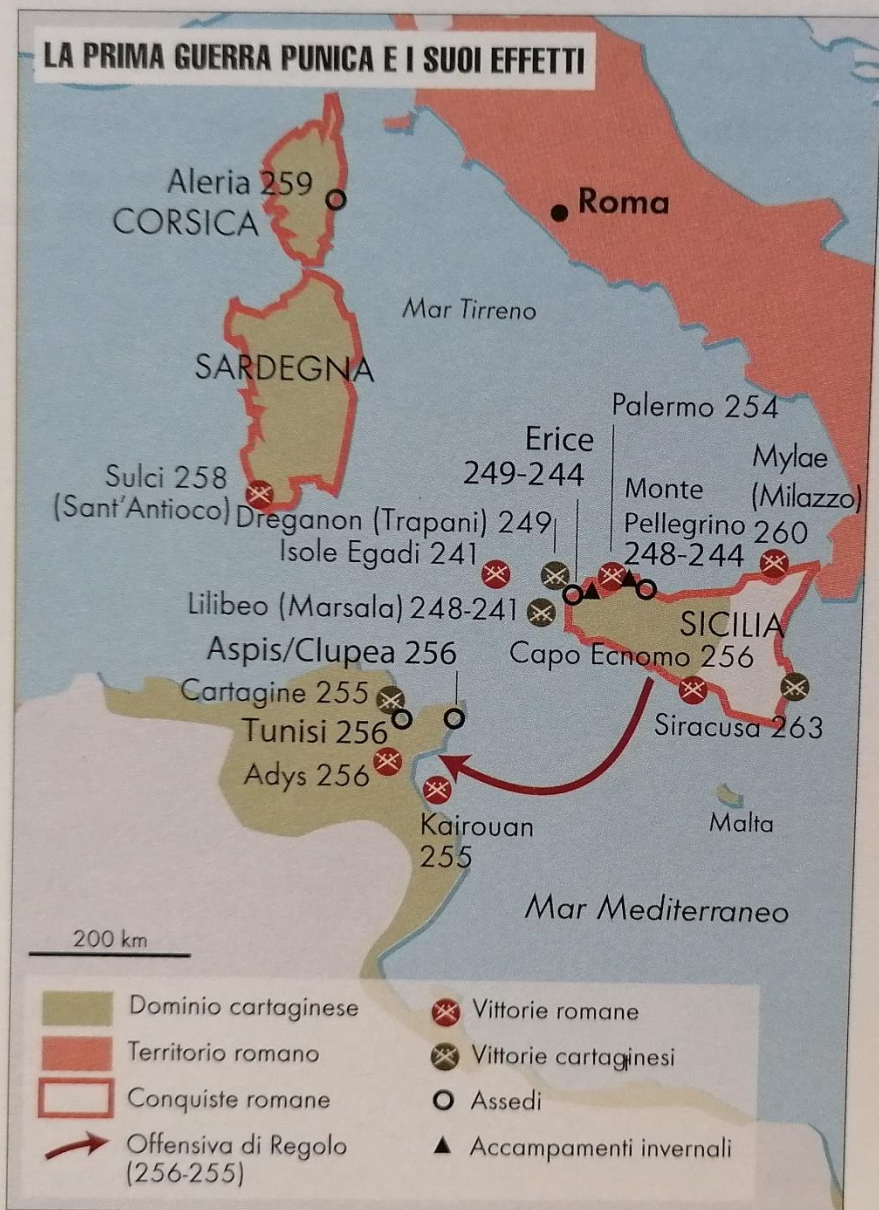 LA PRIMA GUERRA PUNICA E I SUOI EFFETTI
Aleria 259
CORSICA
Roma
Mar Tirreno
SARDEGNA
Palermo 254
Erice
249-244
Mylae
(Milazzo)
260
Sulci 258
(Sant'Antioco)
Monte
Pellegrino
248-244
Dreganon (Trapani) 249
Isole Egadi 241
Lilibeo (Marsala) 248-241
SICILIA
Aspis/Clupea 256
Capo Ecnomo 256
Cartagine 255
Siracusa 263
Tunisi 256
Adys 256
Kairouan
255
Malta
Mar Mediterraneo
200 km
Dominio cartaginese
Territorio romano
Conquiste romane
Offensiva di Regolo
(256-255)
Vittorie romane
Vittorie cartaginesi
Assedi
Accampamenti invernali